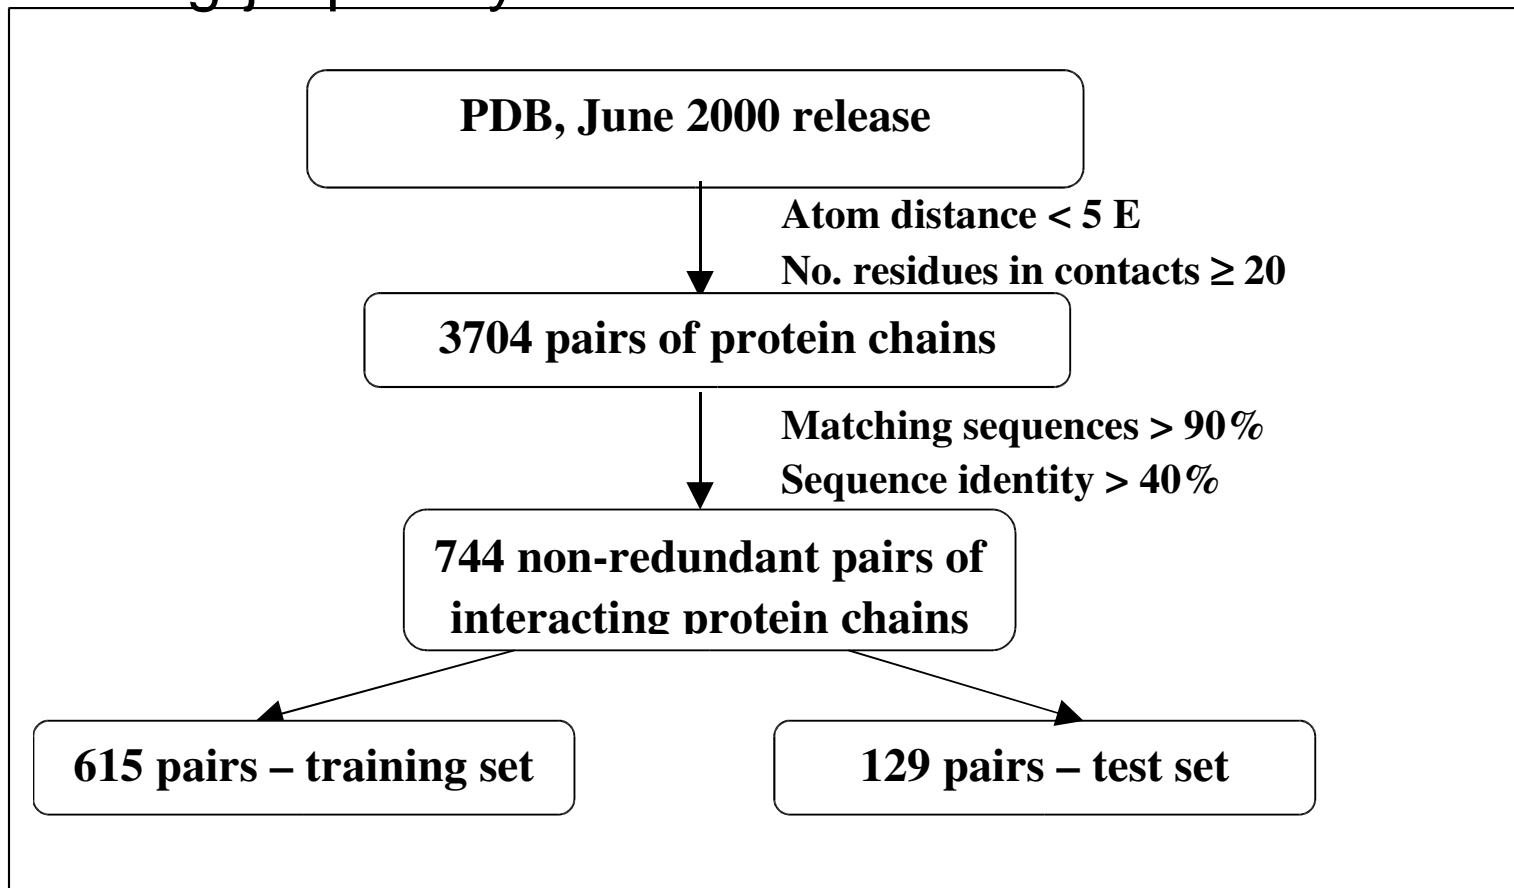 PDB, June 2000 release
Atom distance < 5 E
No. residues in contacts ≥ 20
3704 pairs of protein chains
Matching sequences > 90%
Sequence identity > 40%
744 non-redundant pairs of
interacting protein chains
615 pairs – training set
129 pairs – test set